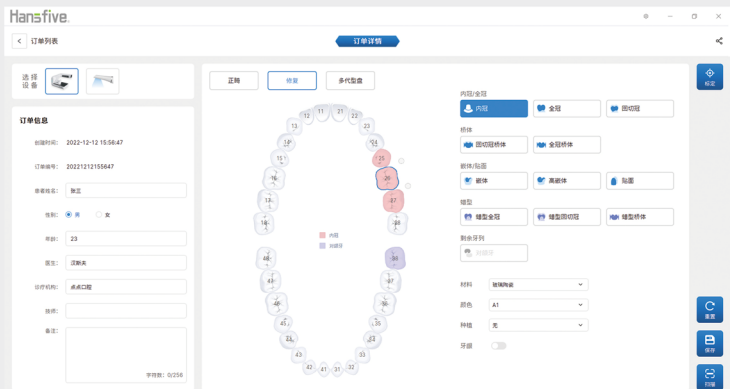 Hansfive.
订单列表
订单详情
选择设备
正畸
修复
多代型盘
标定
订单信息
创建时间: 2022-12-12 15:56:47
订单编号: 20221212155647
患者姓名: 张三
性别: 男 女
年龄: 23
医生: 汉斯夫
诊疗机构: 点点口腔
技师:
备注:
字符数: 0/256
11 21
12 22
13 23
14 24
15 25
16 26
17 27
18 28
内冠
对颌牙
48 38
47 37
46 36
45 35
43 33
42 41 31 32
内冠/全冠
内冠 全冠 回切冠
桥体
回切冠桥体 全冠桥体
嵌体/贴面
嵌体 高嵌体 贴面
蜡型
蜡型全冠 蜡型回切冠 蜡型桥体
剩余牙列
对颌牙
材料 玻璃陶瓷
颜色 A1
种植 无
牙龈
重置
保存
扫描